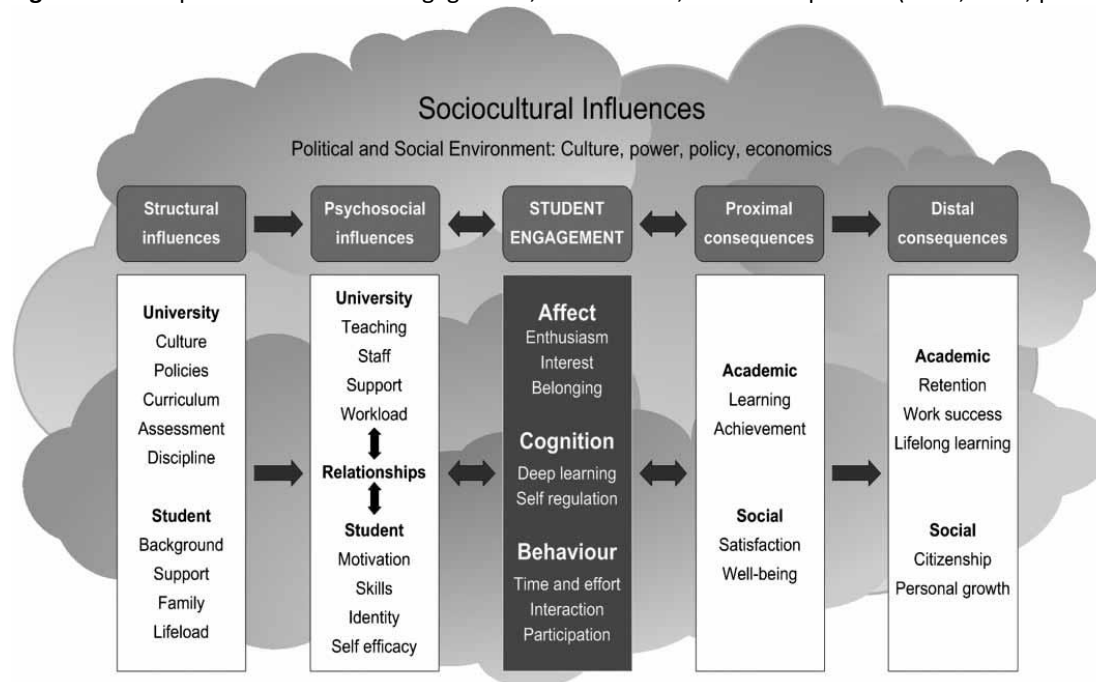 Sociocultural Influences
Political and Social Environment: Culture, power, policy, economics
Structural
influences
Psychosocial
influences
STUDENT
ENGAGEMENT
Proximal
consequences
Distal
consequences
University
Culture
Policies
Curriculum
Assessment
Discipline
Student
Background
Support
Family
Lifeload
University
Teaching
Staff
Support
Workload
Relationships
Student
Motivation
Skills
Identity
Self efficacy
Affect
Enthusiasm
Interest
Belonging
Cognition
Deep learning
Self regulation
Behaviour
Time and effort
Interaction
Participation
Academic
Learning
Achievement
Social
Satisfaction
Well-being
Academic
Retention
Work success
Lifelong learning
Social
Citizenship
Personal growth